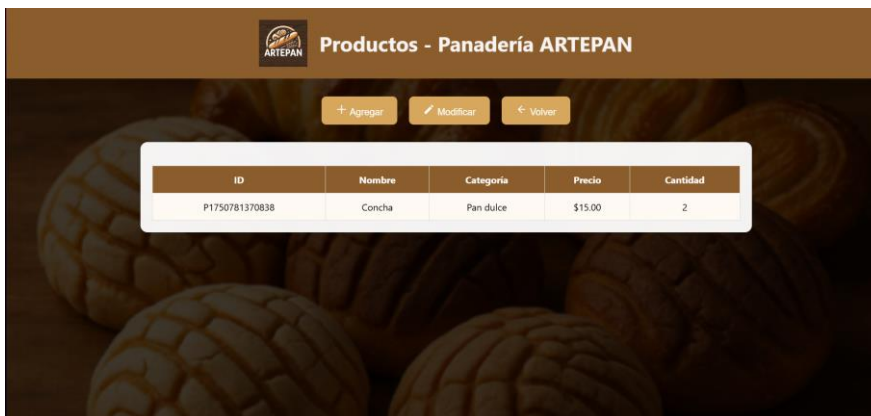 ARTEPAN
Productos - Panadería ARTEPAN
+ Agregar Modificar ← Volver
ID Nombre Categoría Precio Cantidad
P1750781370838 Concha Pan dulce $15.00 2